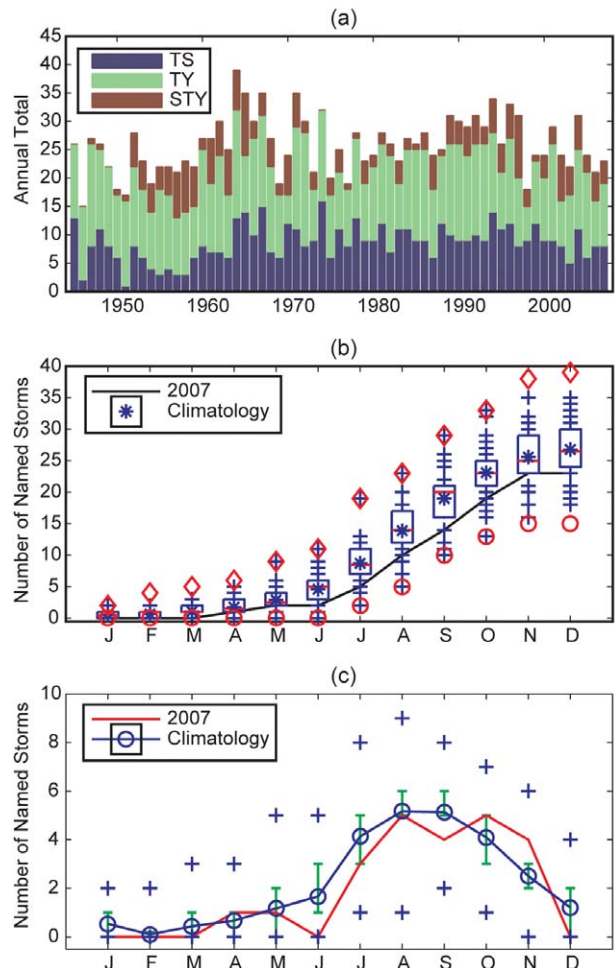 (a)
45
40
35
30
25
20
15
10
5
0
Annual Total
TS
TY
STY
1950 1960 1970 1980 1990 2000
(b)
40
35
30
25
20
15
10
5
0
Number of Named Storms
2007
Climatology
J F M A M J J A S O N D
(c)
10
8
6
4
2
0
Number of Named Storms
2007
Climatology
J F M A M J J A S O N D